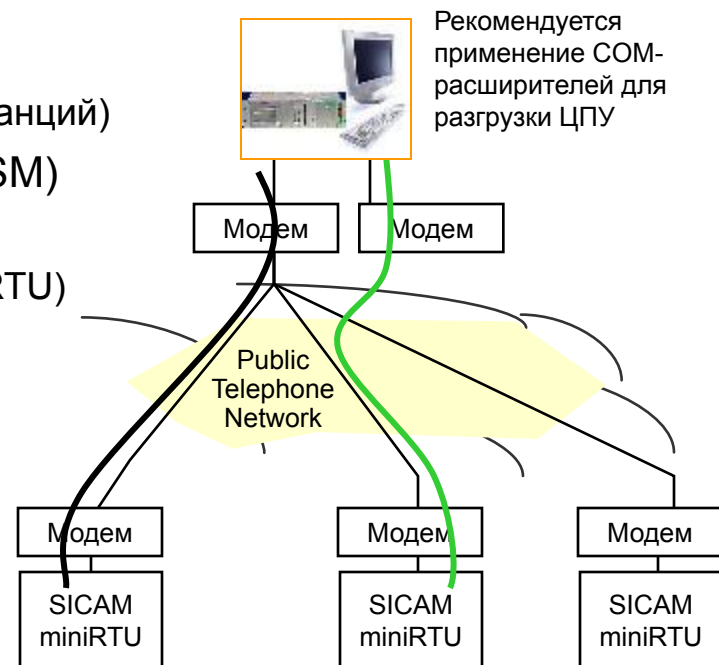 Рекомендуется
применение COM-
расширителей для
разгрузки ЦПУ
анций)
SM)
RTU)
Модем
Модем
Public
Telephone
Network
Модем
Модем
Модем
SICAM
miniRTU
SICAM
miniRTU
SICAM
miniRTU